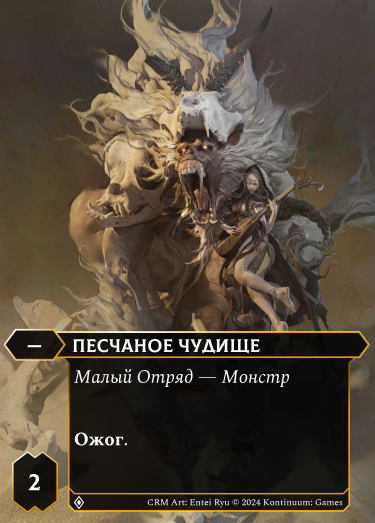 —
ПЕСЧАНОЕ ЧУДИЩЕ
Малый Отряд — Монстр
Ожог.
2
CRM Art: Entei Ryu © 2024 Kontinuum: Games